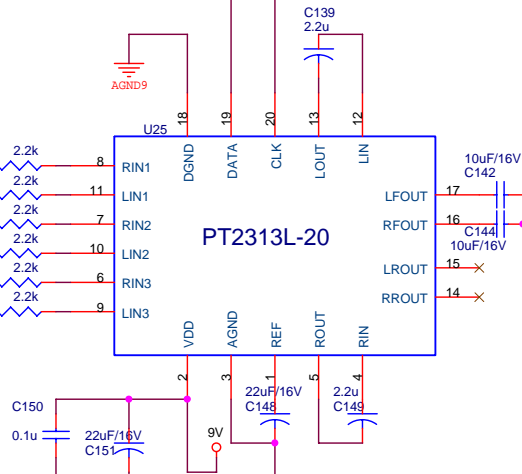 C139
2.2u
AGND9
U25
18
19
20
13
12
DGND
DATA
CLK
LOUT
LIN
2.2k
8
RIN1
2.2k
11
LIN1
2.2k
7
RIN2
2.2k
10
LIN2
2.2k
6
RIN3
2.2k
9
LIN3
PT2313L-20
LFOUT
17
10uF/16V
C142
RFOUT
16
C144
10uF/16V
LROUT
15
RROUT
14
VDD
AGND
REF
ROUT
RIN
2
3
1
5
4
22uF/16V
C148
2.2u
C149
C150
0.1u
22uF/16V
C151
9V